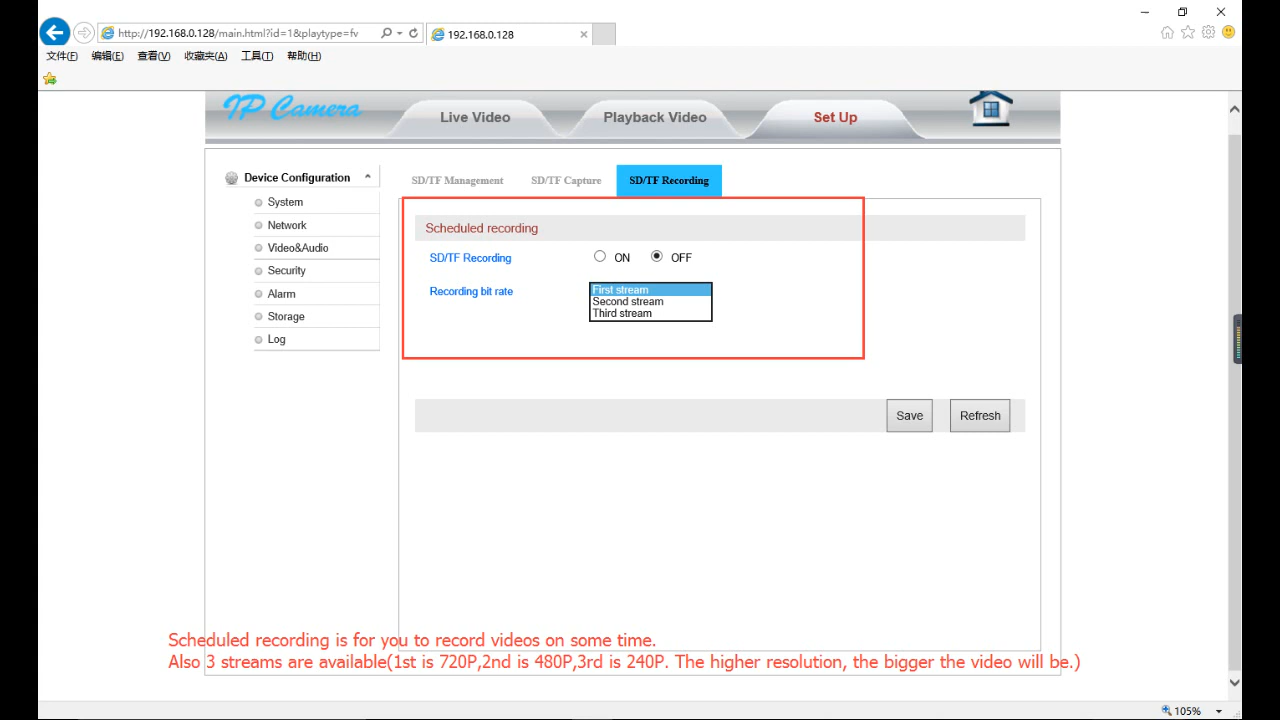 http://192.168.0.128/main.html?id=1&playtype=fv
192.168.0.128
文件(F) 编辑(E) 查看(V) 收藏夹(A) 工具(T) 帮助(H)
IP Camera
Live Video
Playback Video
Set Up
Device Configuration
System
Network
Video&Audio
Security
Alarm
Storage
Log
SD/TF Management
SD/TF Capture
SD/TF Recording
Scheduled recording
SD/TF Recording ON OFF
Recording bit rate
First stream
Second stream
Third stream
Save
Refresh
Scheduled recording is for you to record videos on some time.
Also 3 streams are available(1st is 720P,2nd is 480P,3rd is 240P. The higher resolution, the bigger the video will be.)
105%